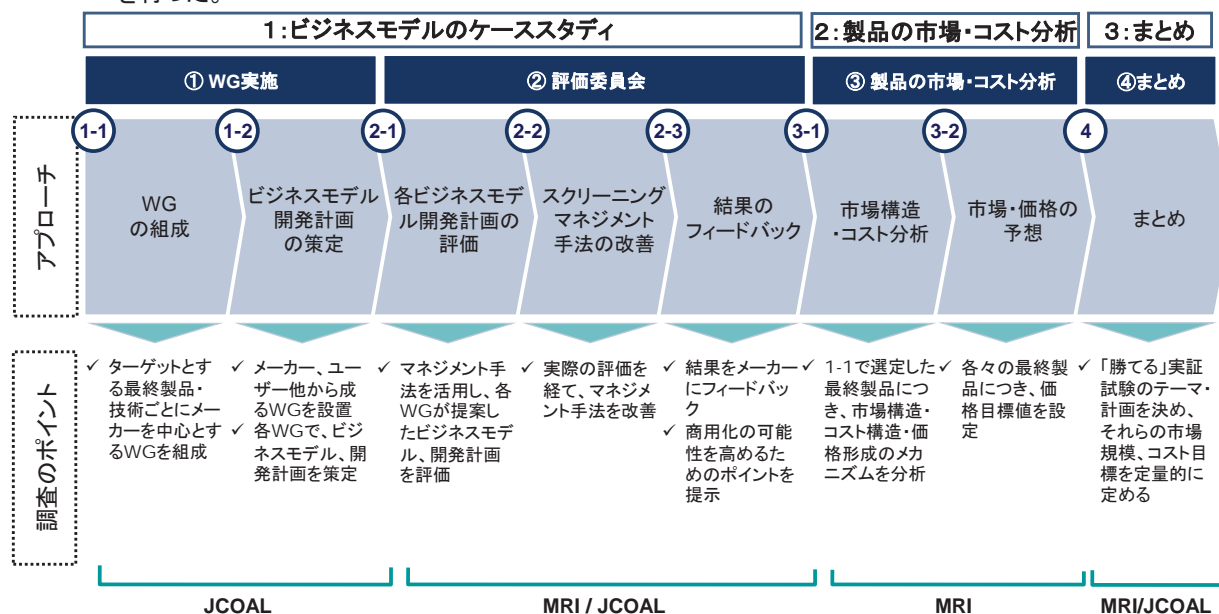 を行った。
1:ビジネスモデルのケーススタディ
2:製品の市場・コスト分析
3:まとめ
① WG実施
② 評価委員会
③ 製品の市場・コスト分析
④まとめ
1-1
1-2
2-1
2-2
2-3
3-1
3-2
4
アプローチ
WG
の組成
ビジネスモデル
開発計画
の策定
各ビジネスモ
デル開発計画の
評価
スクリーニング
マネジメント
手法の改善
結果の
フィードバック
市場構造
・コスト分析
市場・価格の
予想
まとめ
調査のポイント
✓ ターゲットとす
る最終製品・
技術ごとにメー
カーを中心とす
るWGを組成
✓ メーカー、ユー
ザー他から成
るWGを設置
✓ 各WGで、ビジ
ネスモデル、開
発計画を策定
✓ マネジメント手
法を活用し、各
WGが提案し
たビジネスモデ
ル、開発計画
を評価
✓ 実際の評価を
経て、マネジメ
ント手法を改善
✓ 結果をメーカー
にフィードバッ
ク
✓ 商用化の可能
性を高めるた
めのポイントを
提示
✓ 1-1で選定した
最終製品につ
き、市場構造・
コスト構造・価
格形成のメカ
ニズムを分析
✓ 各々の最終製
品につき、価
格目標値を設
定
✓ 「勝てる」実証
試験のテーマ・
計画を決め、そ
れらの市場
規模、コスト目
標を定量的に
定める
JCOAL
MRI / JCOAL
MRI
MRI/JCOAL